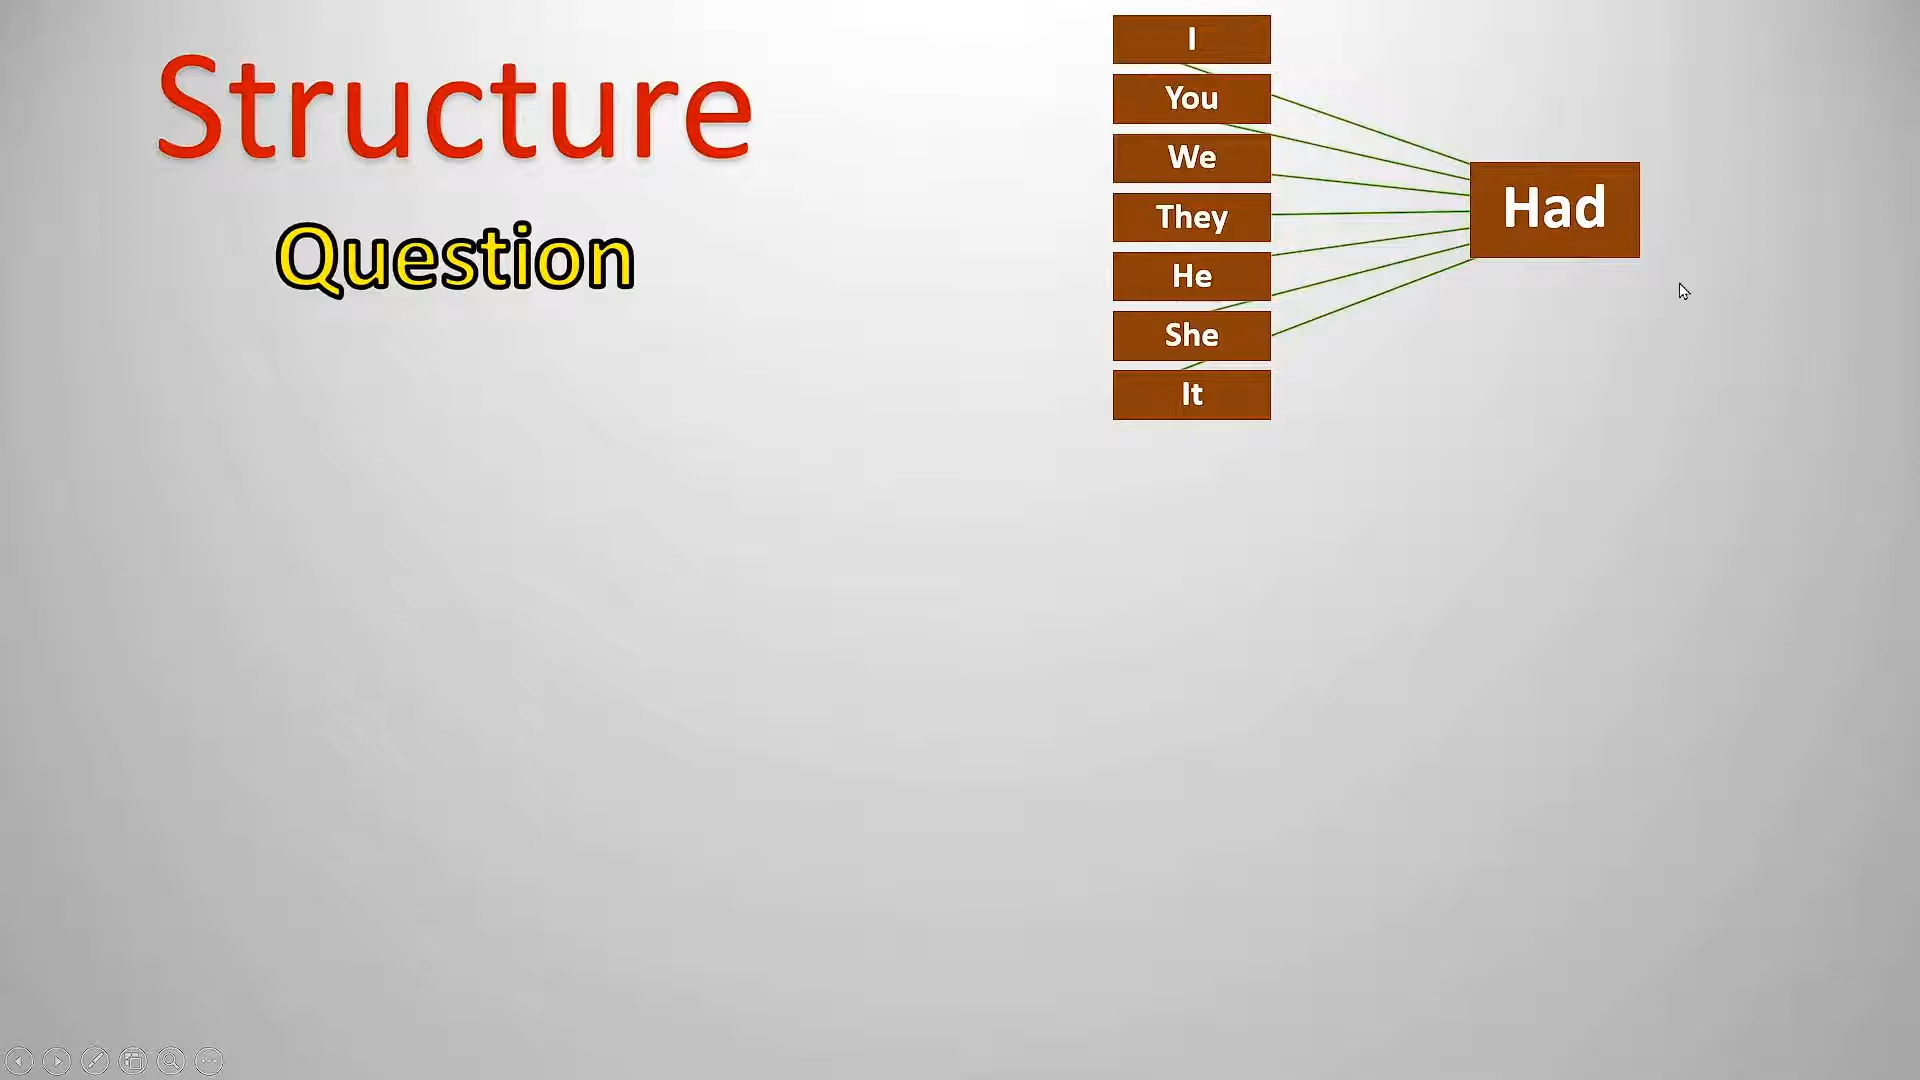 Structure
Question
I
You
We
They
He
She
It
Had